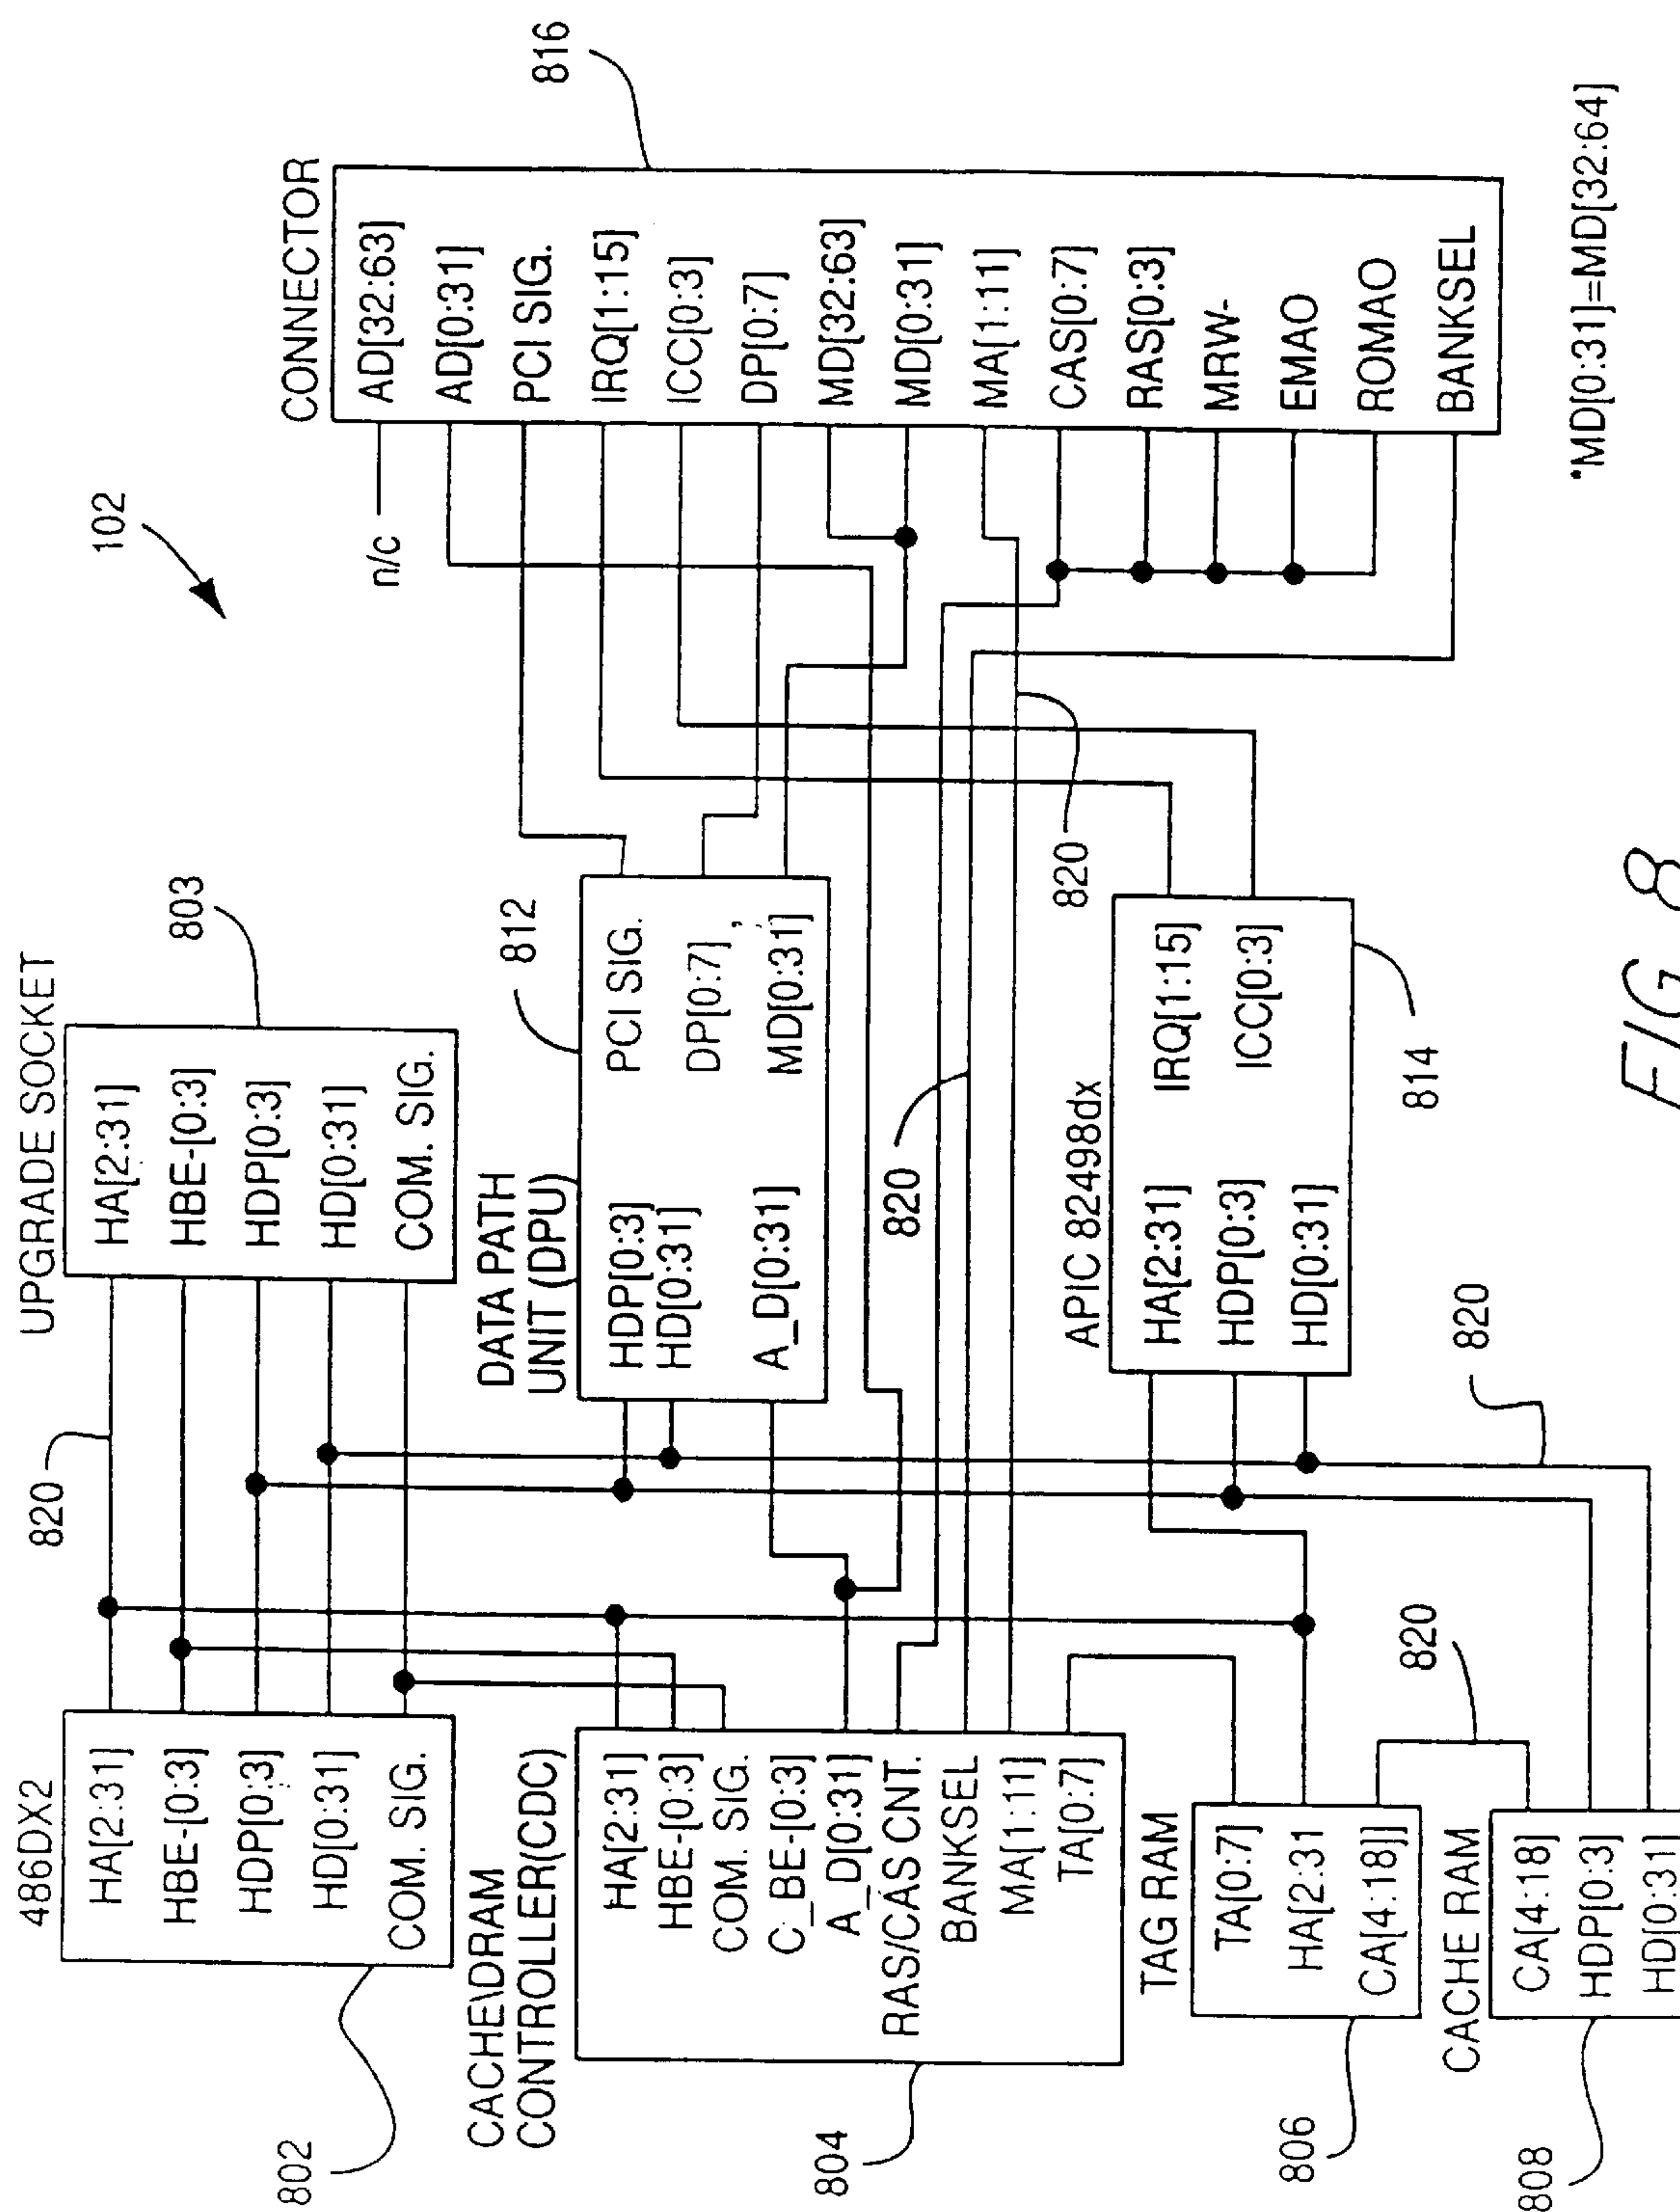 102
486DX2
HA[2:31]
HBE-[0:3]
HDP[0:3]
HD[0:31]
COM. SIG.
802
UPGRADE SOCKET
HA[2:31]
HBE-[0:3]
HDP[0:3]
HD[0:31]
COM. SIG.
803
820
CACHE\DRAM
CONTROLLER(CDC)
HA[2:31]
HBE-[0:3]
COM. SIG.
C_BE-[0:3]
A_D[0:31]
RAS/CAS CNT.
BANKSEL
MA[1:11]
TA[0:7]
804
DATA PATH
UNIT (DPU)
HDP[0:3]
HD[0:31]
A_D[0:31]
PCI SIG.
DP[0:7]
MD[0:31]
812
820
820
TAG RAM
TA[0:7]
HA[2:31
CA[4:18]]
806
820
CACHE RAM
CA[4:18]
HDP[0:3]
HD[0:31]
808
APIC 82498dx
HA[2:31]
HDP[0:3]
HD[0:31]
IRQ[1:15]
ICC[0:3]
814
820
CONNECTOR
n/c
AD[32:63]
AD[0:31]
PCI SIG.
IRQ[1:15]
ICC[0:3]
DP[0:7]
MD[32:63]
MD[0:31]
MA[1:11]
CAS[0:7]
RAS[0:3]
MRW-
EMAO
ROMAO
BANKSEL
816
*MD[0:31]=MD[32:64]
FIG 8